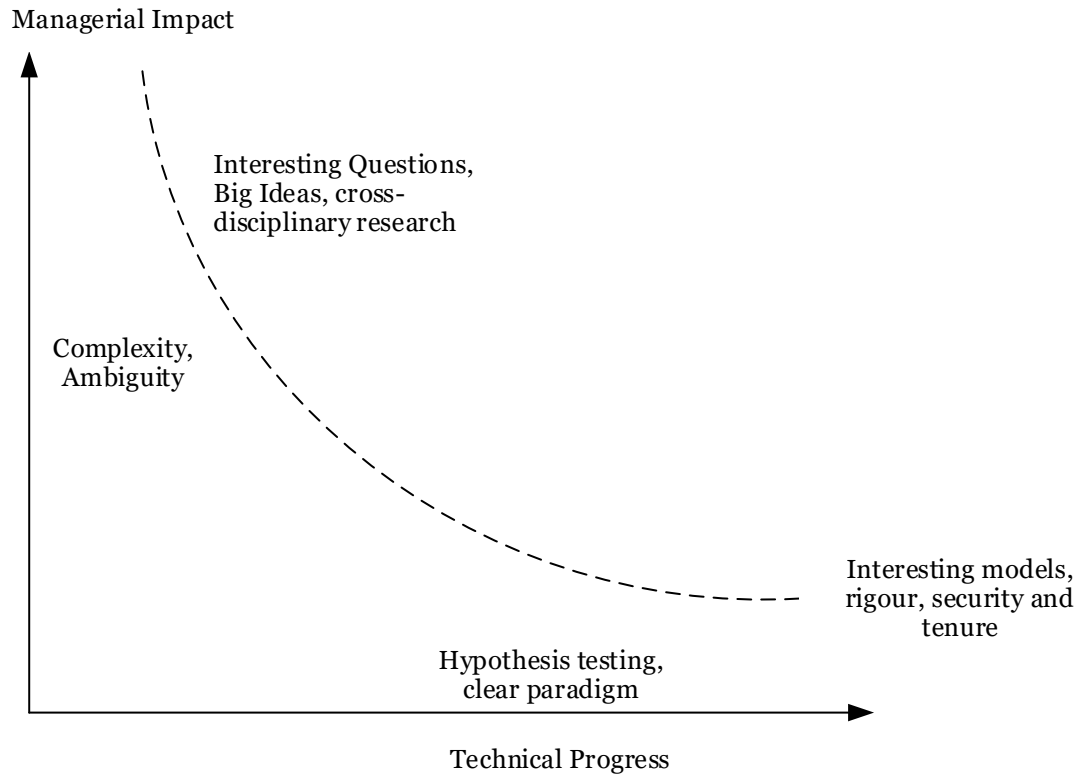 Managerial Impact
Interesting Questions,
Big Ideas, cross-
disciplinary research
Complexity,
Ambiguity
Interesting models,
rigour, security and
tenure
Hypothesis testing,
clear paradigm
Technical Progress